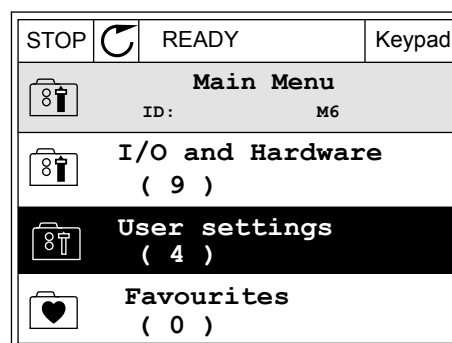 STOP READY Keypad
Main Menu
ID: M6
I/O and Hardware
( 9 )
User settings
( 4 )
Favourites
( 0 )